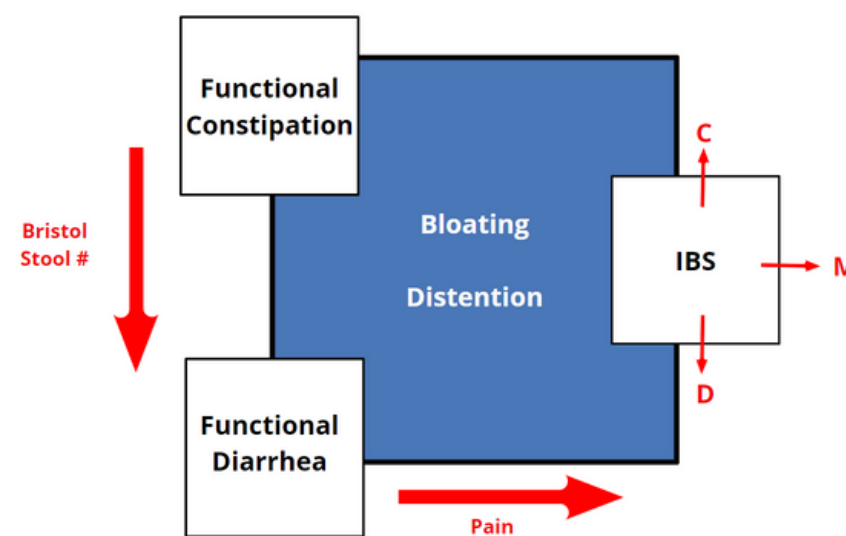 Functional
Constipation
C
Bristol
Stool #
Bloating
IBS
M
Distention
D
Functional
Diarrhea
Pain